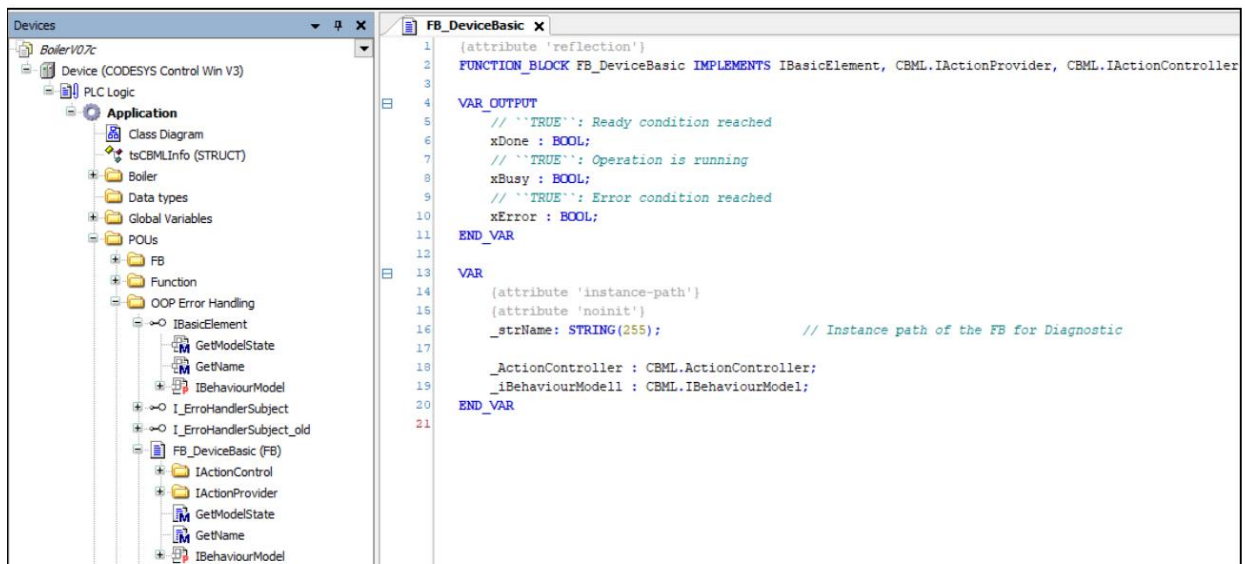 Devices
BoilerV07c
Device (CODESYS Control Win V3)
PLC Logic
Application
Class Diagram
tsCBMLInfo (STRUCT)
Boiler
Data types
Global Variables
POUs
FB
Function
OOP Error Handling
IBasicElement
GetModelState
GetName
IBehaviourModel
I_ErroHandlerSubject
I_ErroHandlerSubject_old
FB_DeviceBasic (FB)
IActionControl
IActionProvider
GetModelState
GetName
IBehaviourModel
FB_DeviceBasic
1 {attribute 'reflection'}
2 FUNCTION_BLOCK FB_DeviceBasic IMPLEMENTS IBasicElement, CBML.IActionProvider, CBML.IActionController
3
4 VAR_OUTPUT
5 // ``TRUE``: Ready condition reached
6 xDone : BOOL;
7 // ``TRUE``: Operation is running
8 xBusy : BOOL;
9 // ``TRUE``: Error condition reached
10 xError : BOOL;
11 END_VAR
12
13 VAR
14 {attribute 'instance-path'}
15 {attribute 'noinit'}
16 _strName: STRING(255); // Instance path of the FB for Diagnostic
17
18 _ActionController : CBML.ActionController;
19 _iBehaviourModell : CBML.IBehaviourModel;
20 END_VAR
21